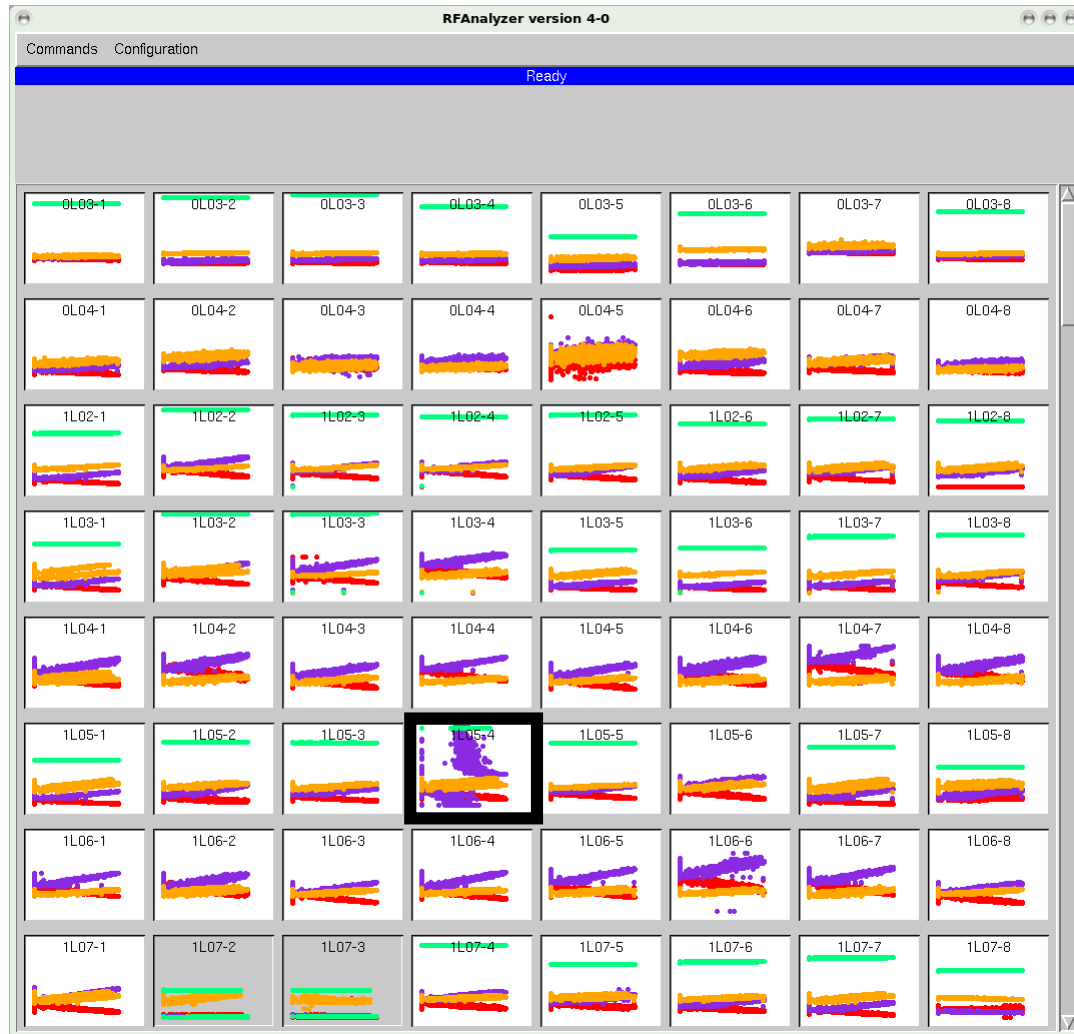 RFAnalyzer version 4-0
Commands Configuration
Ready
0L03-1 0L03-2 0L03-3 0L03-4 0L03-5 0L03-6 0L03-7 0L03-8
0L04-1 0L04-2 0L04-3 0L04-4 0L04-5 0L04-6 0L04-7 0L04-8
1L02-1 1L02-2 1L02-3 1L02-4 1L02-5 1L02-6 1L02-7 1L02-8
1L03-1 1L03-2 1L03-3 1L03-4 1L03-5 1L03-6 1L03-7 1L03-8
1L04-1 1L04-2 1L04-3 1L04-4 1L04-5 1L04-6 1L04-7 1L04-8
1L05-1 1L05-2 1L05-3 1L05-4 1L05-5 1L05-6 1L05-7 1L05-8
1L06-1 1L06-2 1L06-3 1L06-4 1L06-5 1L06-6 1L06-7 1L06-8
1L07-1 1L07-2 1L07-3 1L07-4 1L07-5 1L07-6 1L07-7 1L07-8